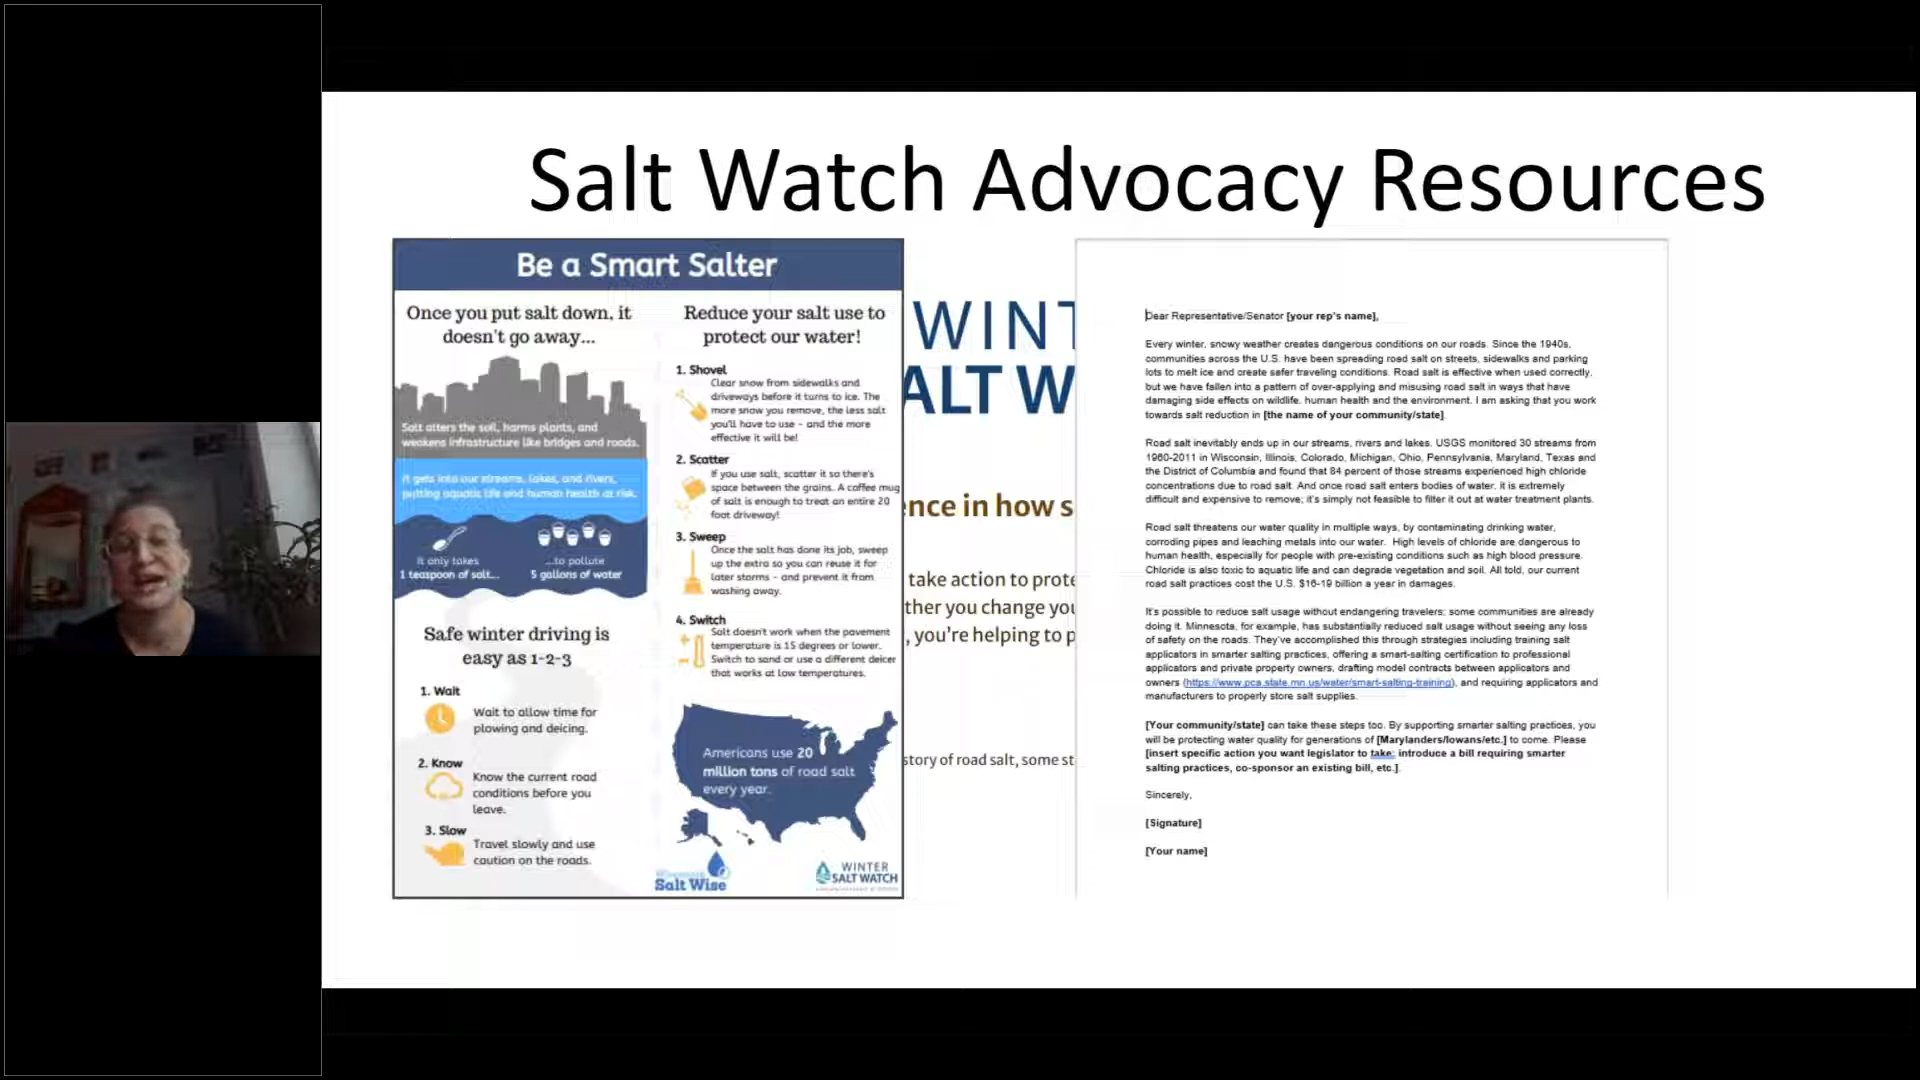 Salt Watch Advocacy Resources
Be a Smart Salter
Once you put salt down, it
doesn't go away...
Salt alters the soil, harms plants, and
weakens infrastructure like bridges and roads.
It gets into our streams, lakes, and rivers,
putting aquatic life and human health at risk.
It only takes
1 teaspoon of salt...
...to pollute
5 gallons of water
Safe winter driving is
easy as 1-2-3
1. Wait
Wait to allow time for
plowing and deicing.
2. Know
Know the current road
conditions before you
leave.
3. Slow
Travel slowly and use
caution on the roads.
Reduce your salt use to
protect our water!
1. Shovel
Clear snow from sidewalks and
driveways before it turns to ice. The
more snow you remove, the less salt
you'll have to use - and the more
effective it will be!
2. Scatter
If you use salt, scatter it so there's
space between the grains. A coffee mug
of salt is enough to treat an entire 20
foot driveway!
3. Sweep
Once the salt has done its job, sweep
up the extra so you can reuse it for
later storms - and prevent it from
washing away.
4. Switch
Salt doesn't work when the pavement
temperature is 15 degrees or lower.
Switch to sand or use a different deicer
that works at low temperatures.
Americans use 20
million tons of road salt
every year.
Wisconsin
Salt Wise
WINTER
SALT WATCH
WINT
ALT W
ence in how s
take action to prote
ther you change you
, you're helping to p
story of road salt, some st
Dear Representative/Senator [your rep's name],
Every winter, snowy weather creates dangerous conditions on our roads. Since the 1940s,
communities across the U.S. have been spreading road salt on streets, sidewalks and parking
lots to melt ice and create safer traveling conditions. Road salt is effective when used correctly,
but we have fallen into a pattern of over-applying and misusing road salt in ways that have
damaging side effects on wildlife, human health and the environment. I am asking that you work
towards salt reduction in [the name of your community/state].
Road salt inevitably ends up in our streams, rivers and lakes. USGS monitored 30 streams from
1960-2011 in Wisconsin, Illinois, Colorado, Michigan, Ohio, Pennsylvania, Maryland, Texas and
the District of Columbia and found that 84 percent of those streams experienced high chloride
concentrations due to road salt. And once road salt enters bodies of water, it is extremely
difficult and expensive to remove; it's simply not feasible to filter it out at water treatment plants.
Road salt threatens our water quality in multiple ways, by contaminating drinking water,
corroding pipes and leaching metals into our water. High levels of chloride are dangerous to
human health, especially for people with pre-existing conditions such as high blood pressure.
Chloride is also toxic to aquatic life and can degrade vegetation and soil. All told, our current
road salt practices cost the U.S. $16-19 billion a year in damages.
It's possible to reduce salt usage without endangering travelers; some communities are already
doing it. Minnesota, for example, has substantially reduced salt usage without seeing any loss
of safety on the roads. They've accomplished this through strategies including training salt
applicators in smarter salting practices, offering a smart-salting certification to professional
applicators and private property owners, drafting model contracts between applicators and
owners (https://www.pca.state.mn.us/water/smart-salting-training), and requiring applicators and
manufacturers to properly store salt supplies.
[Your community/state] can take these steps too. By supporting smarter salting practices, you
will be protecting water quality for generations of [Marylanders/Iowans/etc.] to come. Please
[insert specific action you want legislator to take: introduce a bill requiring smarter
salting practices, co-sponsor an existing bill, etc.].
Sincerely,
[Signature]
[Your name]